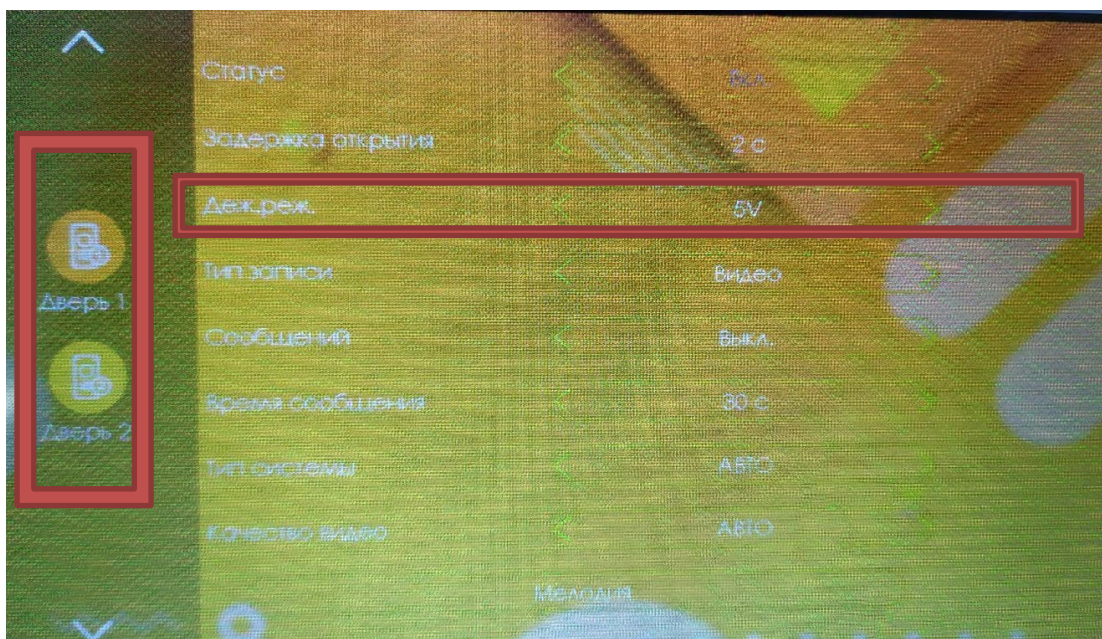 Статус Вкл.
Задержка открытия 2 с
Деж.реж. 5V
Тип записи Видео
Дверь 1
Сообщений Выкл.
Время сообщения 30 с
Дверь 2
Тип системы АВТО
Качество видео АВТО
Мелодия